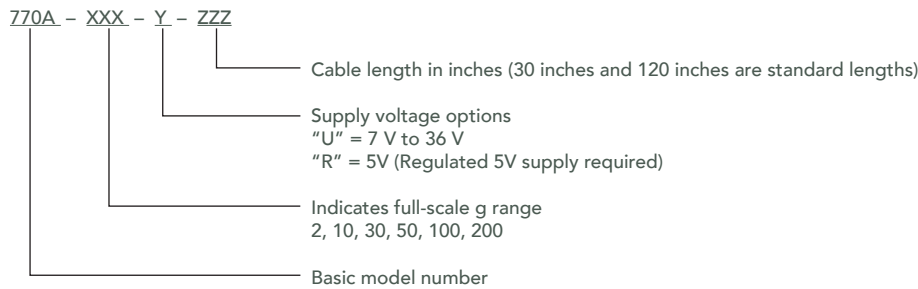 770A – XXX – Y – ZZZ
Cable length in inches (30 inches and 120 inches are standard lengths)
Supply voltage options
"U" = 7 V to 36 V
"R" = 5V (Regulated 5V supply required)
Indicates full-scale g range
2, 10, 30, 50, 100, 200
Basic model number